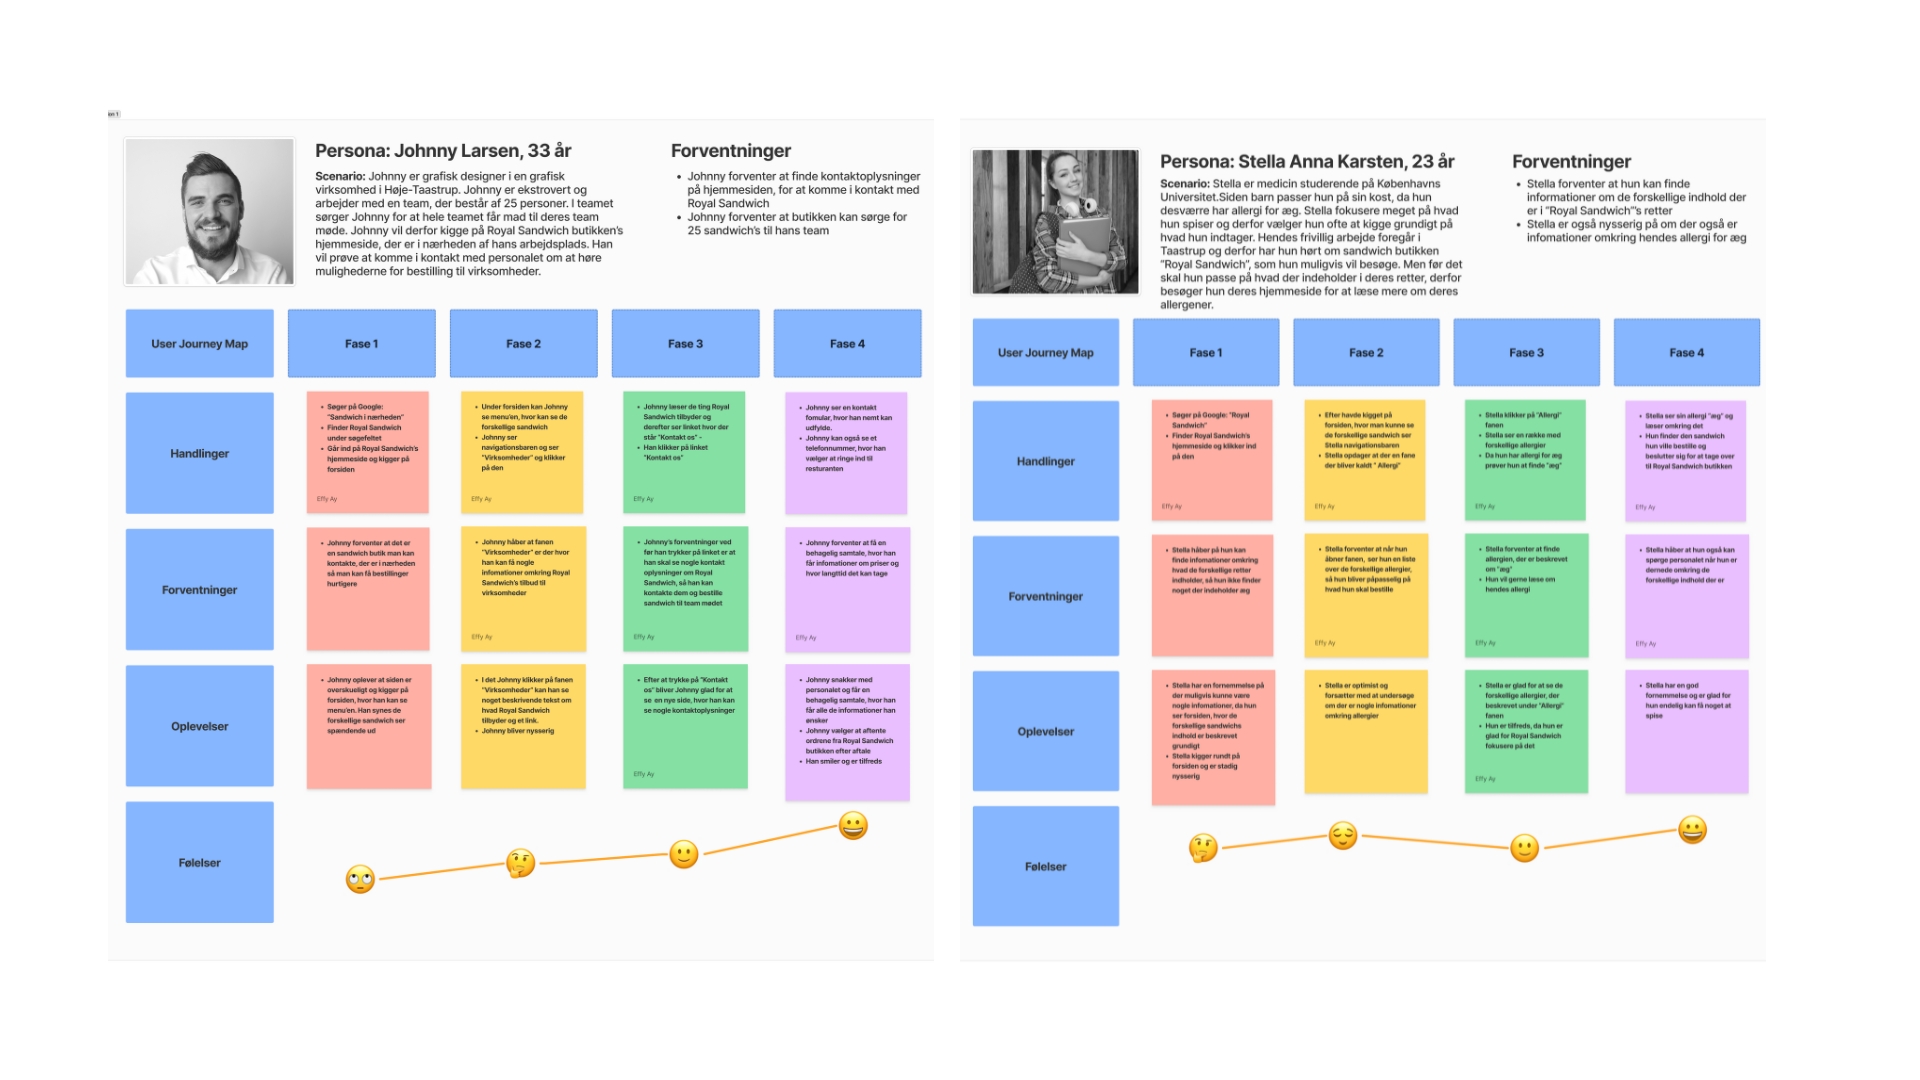 Persona: Johnny Larsen, 33 år
Scenario: Johnny er grafisk designer i en grafisk
virksomhed i Høje-Taastrup. Johnny er ekstrovert og
arbejder med en team, der består af 25 personer. I teamet
sørger Johnny for at hele teamet får mad til deres team
møde. Johnny vil derfor kigge på Royal Sandwich butikken's
hjemmeside, der er i nærheden af hans arbejdsplads. Han
vil prøve at komme i kontakt med personalet om at høre
mulighederne for bestilling til virksomheder.
Forventninger
• Johnny forventer at finde kontaktoplysninger
på hjemmesiden, for at komme i kontakt med
Royal Sandwich
• Johnny forventer at butikken kan sørge for
25 sandwich's til hans team
User Journey Map
Fase 1
Fase 2
Fase 3
Fase 4
Handlinger
• Søger på Google:
"Sandwich i nærheden"
• Finder Royal Sandwich
under søgefeltet
• Går ind på Royal Sandwich's
hjemmeside og kigger på
forsiden
Effy Ay
• Under forsiden kan Johnny
se menu'en, hvor kan se de
forskellige sandwich
• Johnny ser
navigationsbaren og ser
"Virksomheder" og klikker
på den
Effy Ay
• Johnny læser de ting Royal
Sandwich tilbyder og
derefter ser linket hvor der
står "Kontakt os" -
• Han klikker på linket
"Kontakt os"
Effy Ay
• Johnny ser en kontakt
fomular, hvor han nemt kan
udfylde.
• Johnny kan også se et
telefonnummer, hvor han
vælger at ringe ind til
resturanten
Forventninger
• Johnny forventer at det er
en sandwich butik man kan
kontakte, der er i nærheden
så man kan få bestillinger
hurtigere
• Johnny håber at fanen
"Virksomheder" er der hvor
han kan få nogle
infomationer omkring Royal
Sandwich's tilbud til
virksomheder
Effy Ay
• Johnny's forventninger ved
før han trykker på linket er at
han skal se nogle kontakt
oplysninger om Royal
Sandwich, så han kan
kontakte dem og bestille
sandwich til team mødet
Effy Ay
• Johnny forventer at få en
behagelig samtale, hvor han
får infomationer om priser og
hvor langttid det kan tage
Effy Ay
Oplevelser
• Johnny oplever at siden er
overskueligt og kigger på
forsiden, hvor han kan se
menu'en. Han synes de
forskellige sandwich ser
spændende ud
• I det Johnny klikker på fanen
"Virksomheder" kan han se
noget beskrivende tekst om
hvad Royal Sandwich
tilbyder og et link.
• Johnny bliver nyserrig
• Efter at trykke på "Kontakt
os" bliver Johnny glad for at
se en nye side, hvor han kan
se nogle kontaktoplysninger
Effy Ay
• Johnny snakker med
personalet og får en
behagelig samtale, hvor han
får alle de informationer han
ønsker
• Johnny vælger at aftente
ordrene fra Royal Sandwich
butikken efter aftale
• Han smiler og er tilfreds
Følelser
Persona: Stella Anna Karsten, 23 år
Scenario: Stella er medicin studerende på Københavns
Universitet.Siden barn passer hun på sin kost, da hun
desværre har allergi for æg. Stella fokusere meget på hvad
hun spiser og derfor vælger hun ofte at kigge grundigt på
hvad hun indtager. Hendes frivillig arbejde foregår i
Taastrup og derfor har hun hørt om sandwich butikken
"Royal Sandwich", som hun muligvis vil besøge. Men før det
skal hun passe på hvad der indeholder i deres retter, derfor
besøger hun deres hjemmeside for at læse mere om deres
allergener.
Forventninger
• Stella forventer at hun kan finde
informationer om de forskellige indhold der
er i "Royal Sandwich"'s retter
• Stella er også nysserig på om der også er
infomationer omkring hendes allergi for æg
User Journey Map
Fase 1
Fase 2
Fase 3
Fase 4
Handlinger
• Søger på Google: "Royal
Sandwich"
• Finder Royal Sandwich's
hjemmeside og klikker ind
på den
Effy Ay
• Efter havde kigget på
forsiden, hvor man kunne se
de forskellige sandwich ser
Stella navigationsbaren
• Stella opdager at der en fane
der bliver kaldt " Allergi"
Effy Ay
• Stella klikker på "Allergi"
fanen
• Stella ser en række med
forskellige allergier
• Da hun har allergi for æg
prøver hun at finde "æg"
Effy Ay
• Stella ser sin allergi "æg" og
læser omkring det
• Hun finder den sandwich
hun ville bestille og
beslutter sig for at tage over
til Royal Sandwich butikken
Effy Ay
Forventninger
• Stella håber på hun kan
finde infomationer omkring
hvad de forskellige retter
indholder, så hun ikke finder
noget der indeholder æg
• Stella forventer at når hun
åbner fanen, ser hun en liste
over de forskellige allergier,
så hun bliver påpasselig på
hvad hun skal bestille
Effy Ay
• Stella forventer at finde
allergien, der er beskrevet
om "æg"
• Hun vil gerne læse om
hendes allergi
Effy Ay
• Stella håber at hun også kan
spørge personalet når hun er
dernede omkring de
forskellige indhold der er
Effy Ay
Oplevelser
• Stella har en fornemmelse på
der muligvis kunne være
nogle infomationer, da hun
ser forsiden, hvor de
forskellige sandwichs
indhold er beskrevet
grundigt
• Stella kigger rundt på
forsiden og er stadig
nysserig
• Stella er optimist og
forsætter med at undersøge
om der er nogle infomationer
omkring allergier
• Stella er glad for at se de
forskellige allergier, der
beskrevet under "Allergi"
fanen
• Hun er tilfreds, da hun er
glad for Royal Sandwich
fokusere på det
Effy Ay
• Stella har en god
fornemmelse og er glad for
hun endelig kan få noget at
spise
Følelser